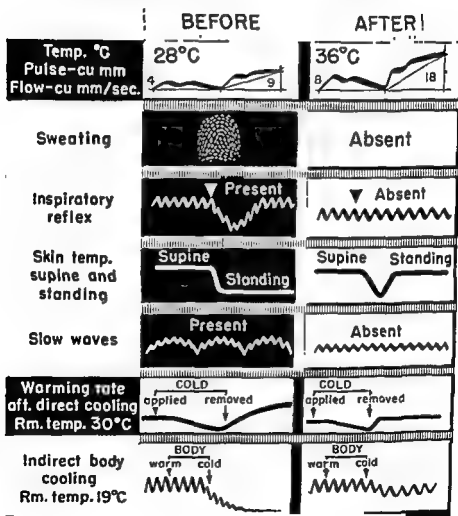 BEFORE AFTER!
Temp. °C
Pulse-cu mm
Flow-cu mm/sec.
28°C
4
9
36°C
8
18
Sweating
Absent
Inspiratory
reflex
Present
Absent
Skin temp.
supine and
standing
Supine
Standing
Supine Standing
Slow waves
Present
Absent
Warming rate
aft. direct cooling
Rm. temp. 30°C
COLD
applied removed
COLD
applied removed
Indirect body
cooling
Rm. temp. 19°C
BODY
warm cold
BODY
warm cold